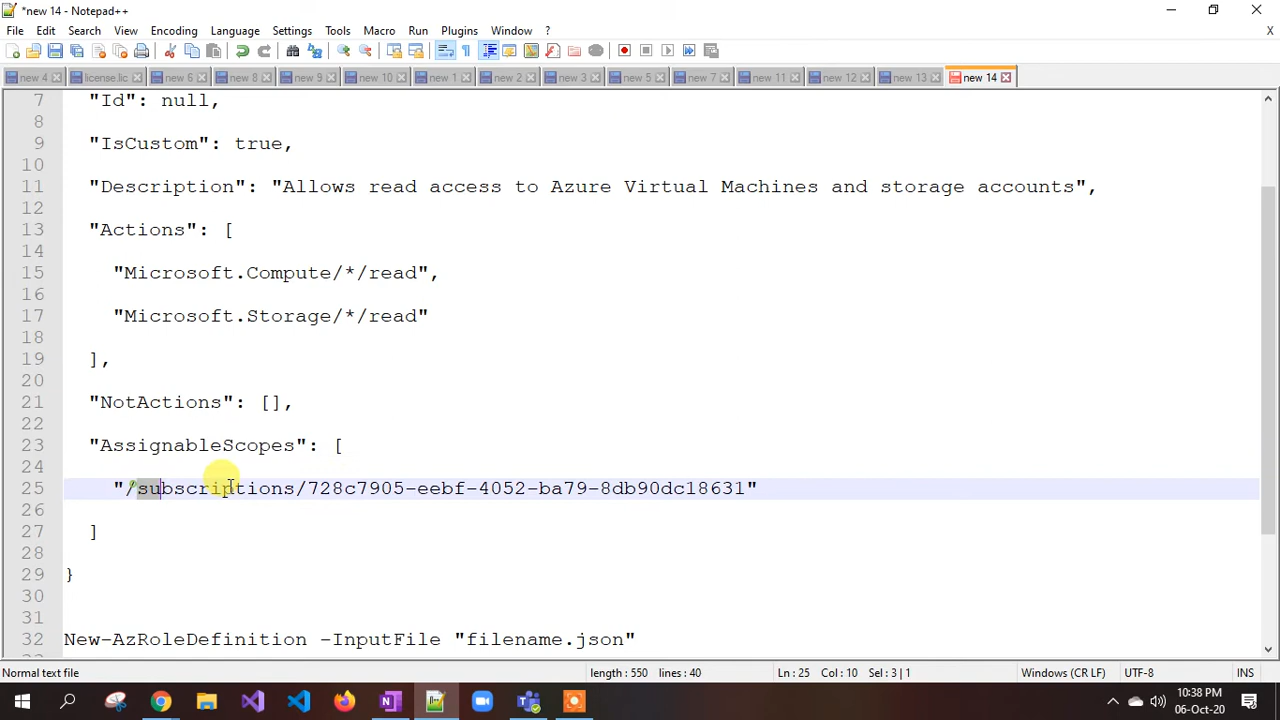 *new 14 - Notepad++
File Edit Search View Encoding Language Settings Tools Macro Run Plugins Window ?
X
new 4 license.lic new 6 new 8 new 9 new 10 new 1 new 2 new 3 new 5 new 7 new 11 new 12 new 13 new 14
7 "Id": null,
8
9 "IsCustom": true,
10
11 "Description": "Allows read access to Azure Virtual Machines and storage accounts",
12
13 "Actions": [
14
15 "Microsoft.Compute/*/read",
16
17 "Microsoft.Storage/*/read"
18
19 ],
20
21 "NotActions": [],
22
23 "AssignableScopes": [
24
25 "/subscriptions/728c7905-eebf-4052-ba79-8db90dc18631"
26
27 ]
28
29 }
30
31
32 New-AzRoleDefinition -InputFile "filename.json"
Normal text file length : 550 lines : 40 Ln : 25 Col : 10 Sel : 3 | 1 Windows (CR LF) UTF-8 INS
10:38 PM
06-Oct-20